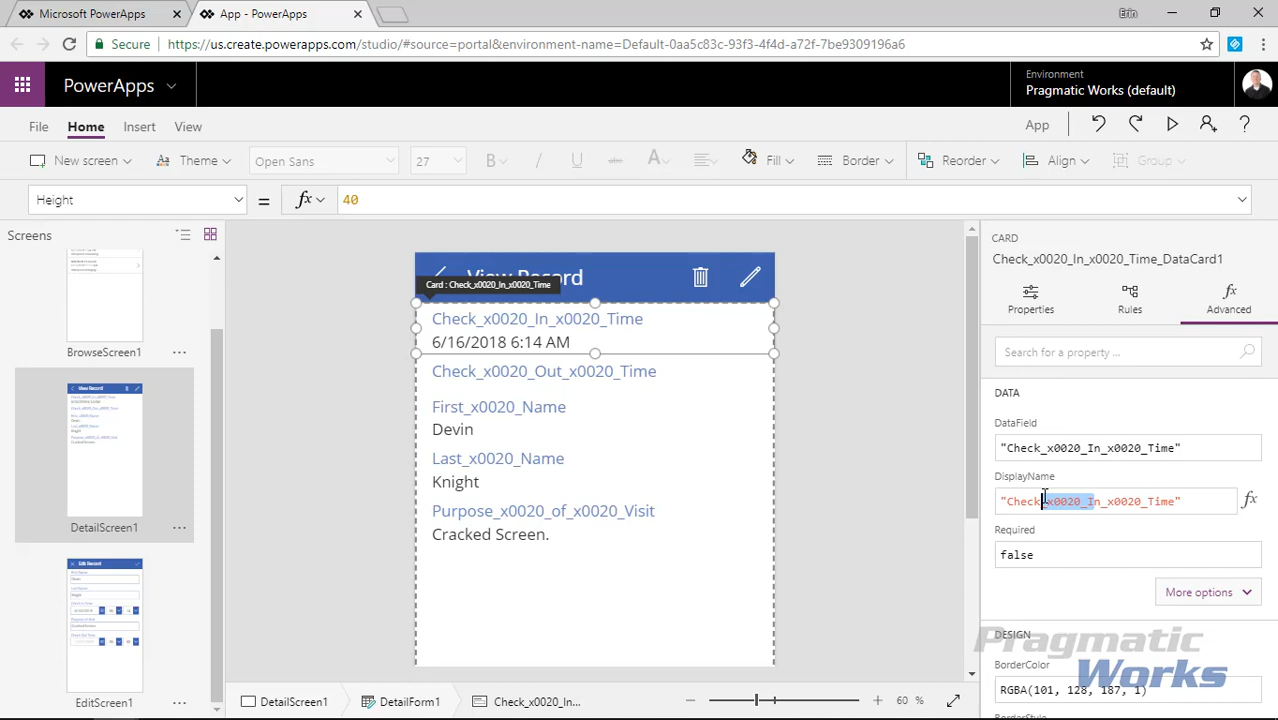 Microsoft PowerApps
App - PowerApps
Erin
Secure
https://us.create.powerapps.com/studio/#source=portal&environment-name=Default-0aa5c83c-93f3-4f4d-a72f-7be9309196a6
PowerApps
Environment
Pragmatic Works (default)
File Home Insert View
App
New screen
Theme
Open Sans
27
B
I
U
abc
A
Fill
Border
Reorder
Align
Group
Height
=
fx
40
Screens
BrowseScreen1
DetailScreen1
EditScreen1
View Record
Card : Check_x0020_In_x0020_Time
Check_x0020_In_x0020_Time
6/16/2018 6:14 AM
Check_x0020_Out_x0020_Time
First_x0020_Name
Devin
Last_x0020_Name
Knight
Purpose_x0020_of_x0020_Visit
Cracked Screen.
CARD
Check_x0020_In_x0020_Time_DataCard1
Properties
Rules
fx
Advanced
Search for a property ...
DATA
DataField
"Check_x0020_In_x0020_Time"
DisplayName
"Check_x0020_In_x0020_Time"
fx
Required
false
More options
DESIGN
BorderColor
RGBA(101, 128, 187, 1)
BorderStyle
Pragmatic
Works
DetailScreen1
DetailForm1
Check_x0020_In...
60 %